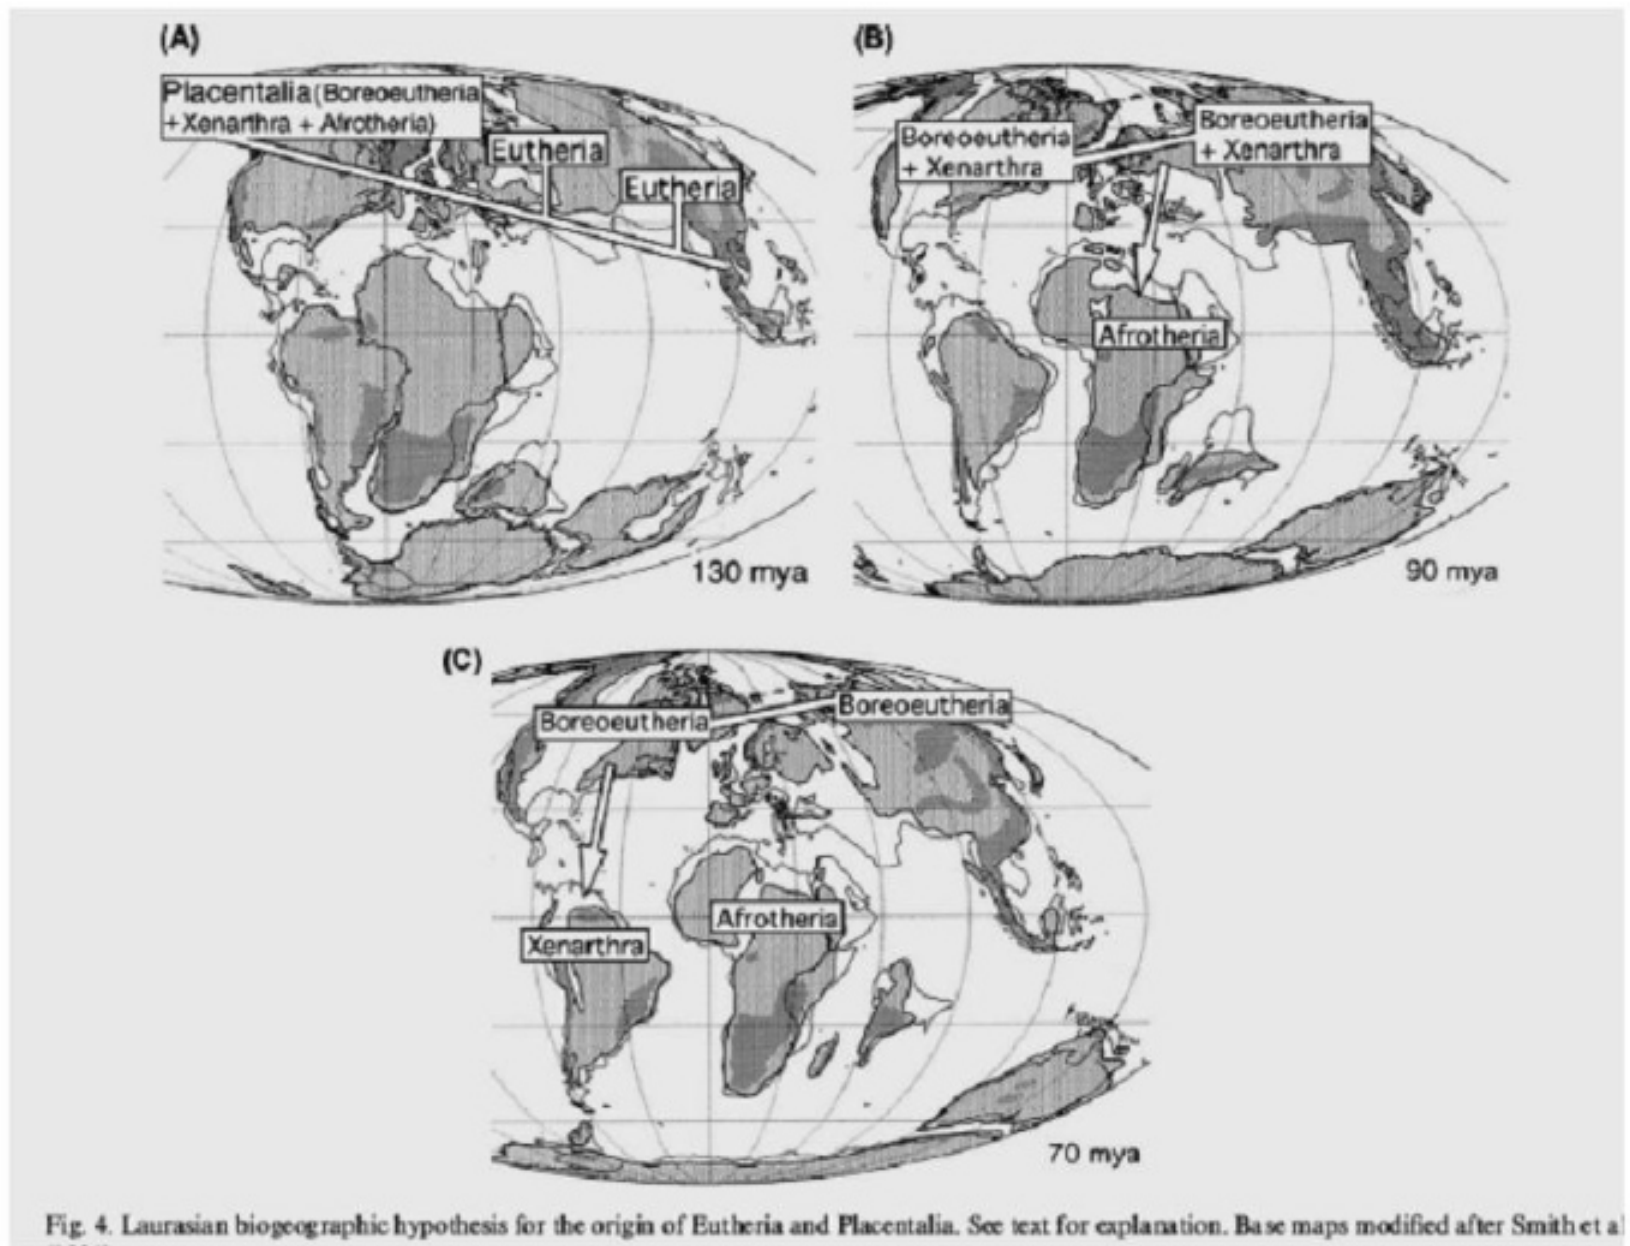 (A)
Placentalia (Boreoeutheria
+Xenarthra + Afrotheria)
Eutheria
Eutheria
130 mya
(B)
Boreoeutheria
+ Xenarthra
Boreoeutheria
+ Xenarthra
Afrotheria
90 mya
(C)
Boreoeutheria
Boreoeutheria
Xenarthra
Afrotheria
70 mya
Fig. 4. Laurasian biogeographic hypothesis for the origin of Eutheria and Placentalia. See text for explanation. Base maps modified after Smith et al